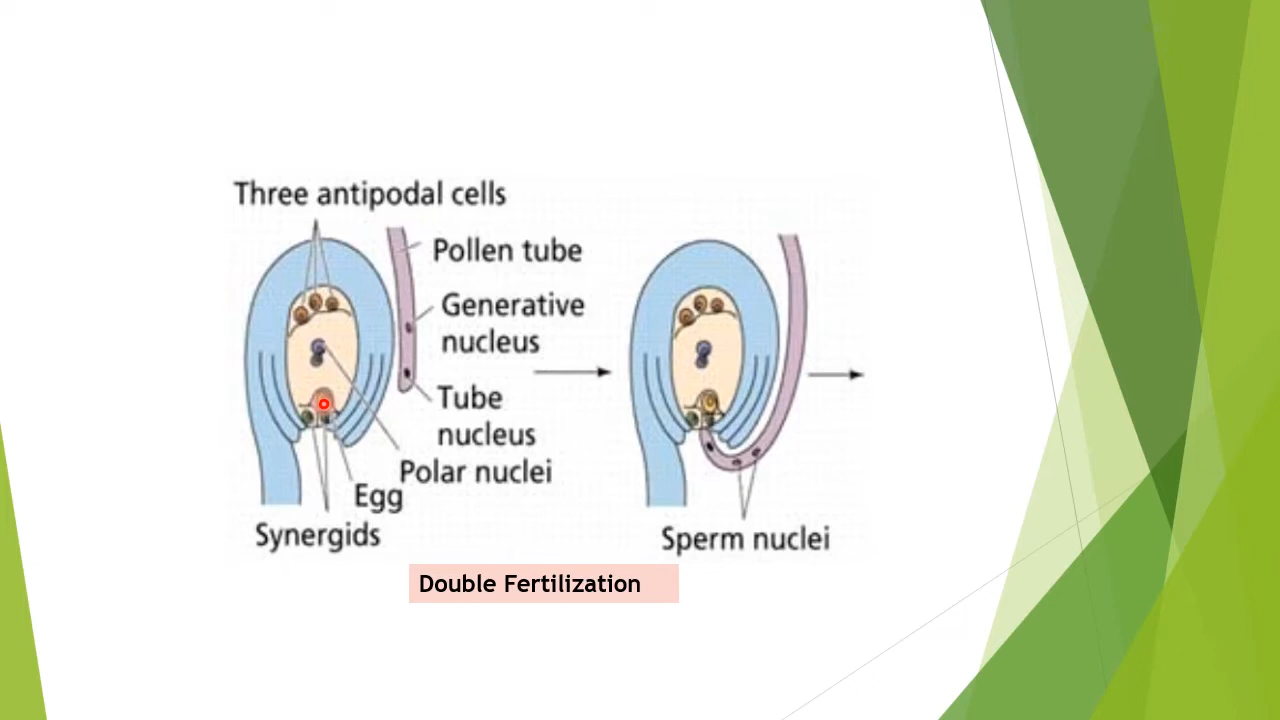 Three antipodal cells
Pollen tube
Generative
nucleus
Tube
nucleus
Polar nuclei
Egg
Synergids
Sperm nuclei
Double Fertilization